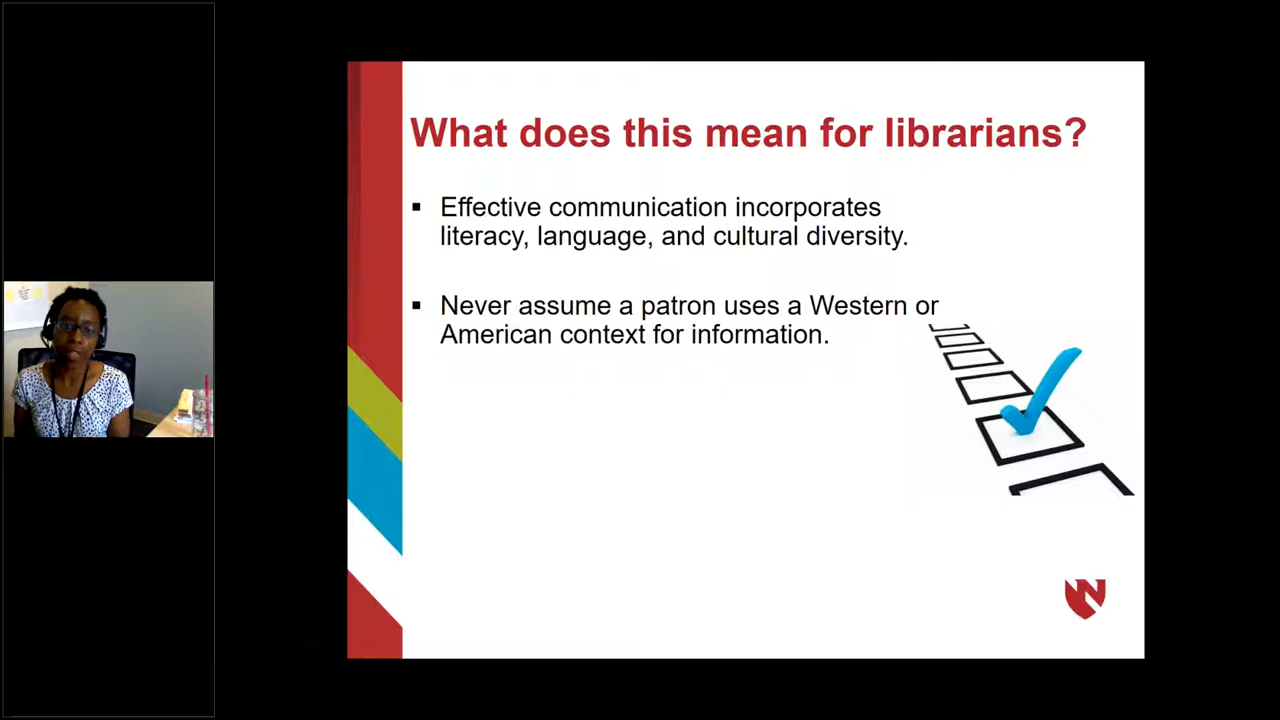 What does this mean for librarians?
▪ Effective communication incorporates
literacy, language, and cultural diversity.
▪ Never assume a patron uses a Western or
American context for information.